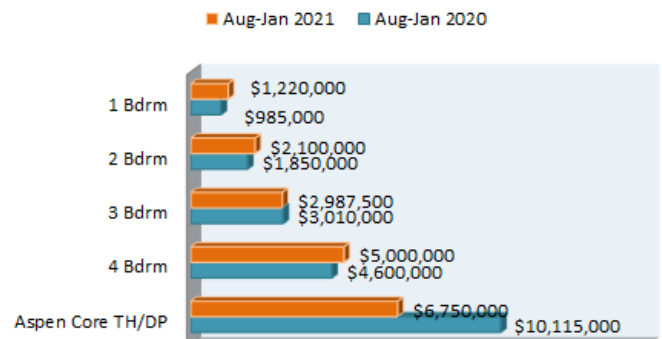 Aug-Jan 2021 Aug-Jan 2020
1 Bdrm
$1,220,000
$985,000
2 Bdrm
$2,100,000
$1,850,000
3 Bdrm
$2,987,500
$3,010,000
4 Bdrm
$5,000,000
$4,600,000
Aspen Core TH/DP
$6,750,000
$10,115,000